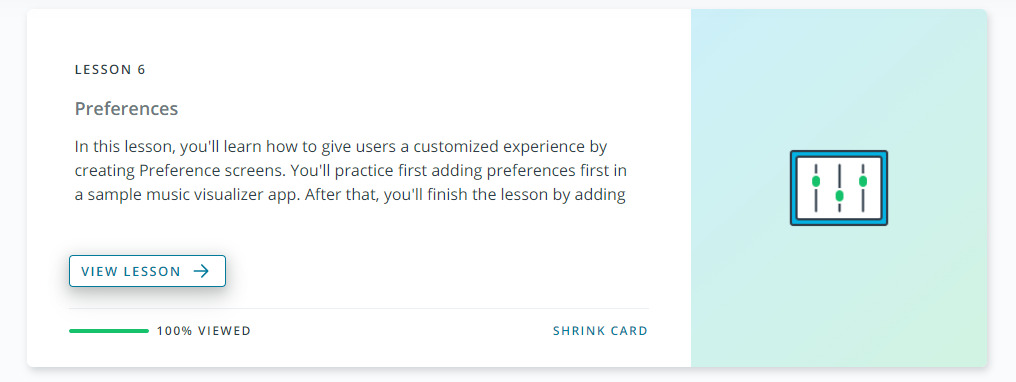 LESSON 6
Preferences
In this lesson, you'll learn how to give users a customized experience by
creating Preference screens. You'll practice first adding preferences first in
a sample music visualizer app. After that, you'll finish the lesson by adding
VIEW LESSON
100% VIEWED
SHRINK CARD